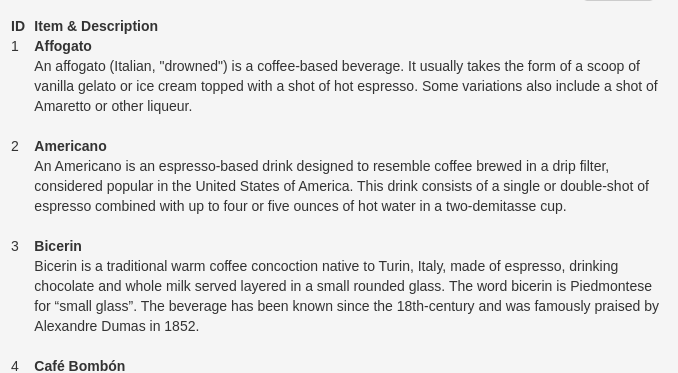 ID Item & Description
1 Affogato
An affogato (Italian, "drowned") is a coffee-based beverage. It usually takes the form of a scoop of
vanilla gelato or ice cream topped with a shot of hot espresso. Some variations also include a shot of
Amaretto or other liqueur.
2 Americano
An Americano is an espresso-based drink designed to resemble coffee brewed in a drip filter,
considered popular in the United States of America. This drink consists of a single or double-shot of
espresso combined with up to four or five ounces of hot water in a two-demitasse cup.
3 Bicerin
Bicerin is a traditional warm coffee concoction native to Turin, Italy, made of espresso, drinking
chocolate and whole milk served layered in a small rounded glass. The word bicerin is Piedmontese
for “small glass”. The beverage has been known since the 18th-century and was famously praised by
Alexandre Dumas in 1852.
4 Café Bombón